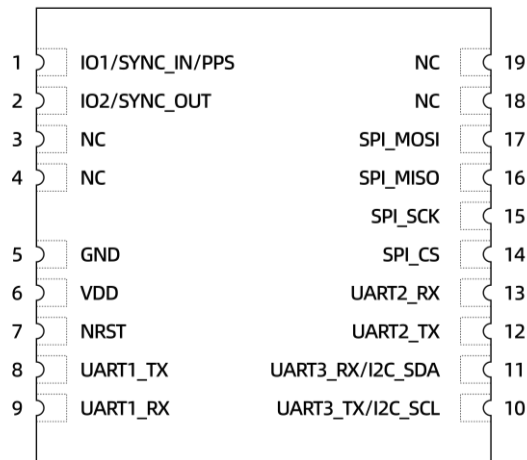 1 IO1/SYNC_IN/PPS NC 19
2 IO2/SYNC_OUT NC 18
3 NC SPI_MOSI 17
4 NC SPI_MISO 16
SPI_SCK 15
5 GND SPI_CS 14
6 VDD UART2_RX 13
7 NRST UART2_TX 12
8 UART1_TX UART3_RX/I2C_SDA 11
9 UART1_RX UART3_TX/I2C_SCL 10